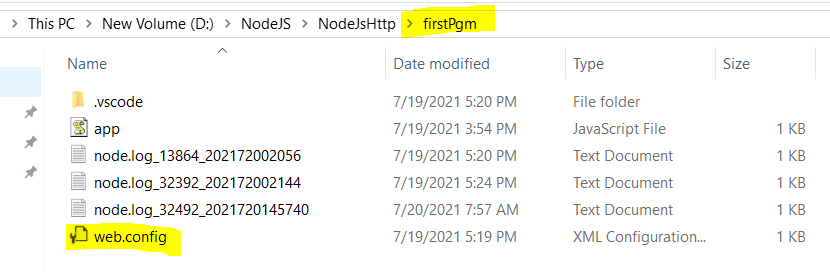 This PC > New Volume (D:) > NodeJS > NodeJsHttp > firstPgm
Name Date modified Type Size
.vscode 7/19/2021 5:20 PM File folder
app 7/19/2021 3:54 PM JavaScript File 1 KB
node.log_13864_202172002056 7/19/2021 5:20 PM Text Document 1 KB
node.log_32392_202172002144 7/19/2021 5:24 PM Text Document 1 KB
node.log_32492_2021720145740 7/20/2021 7:57 AM Text Document 1 KB
web.config 7/19/2021 5:19 PM XML Configuration... 1 KB